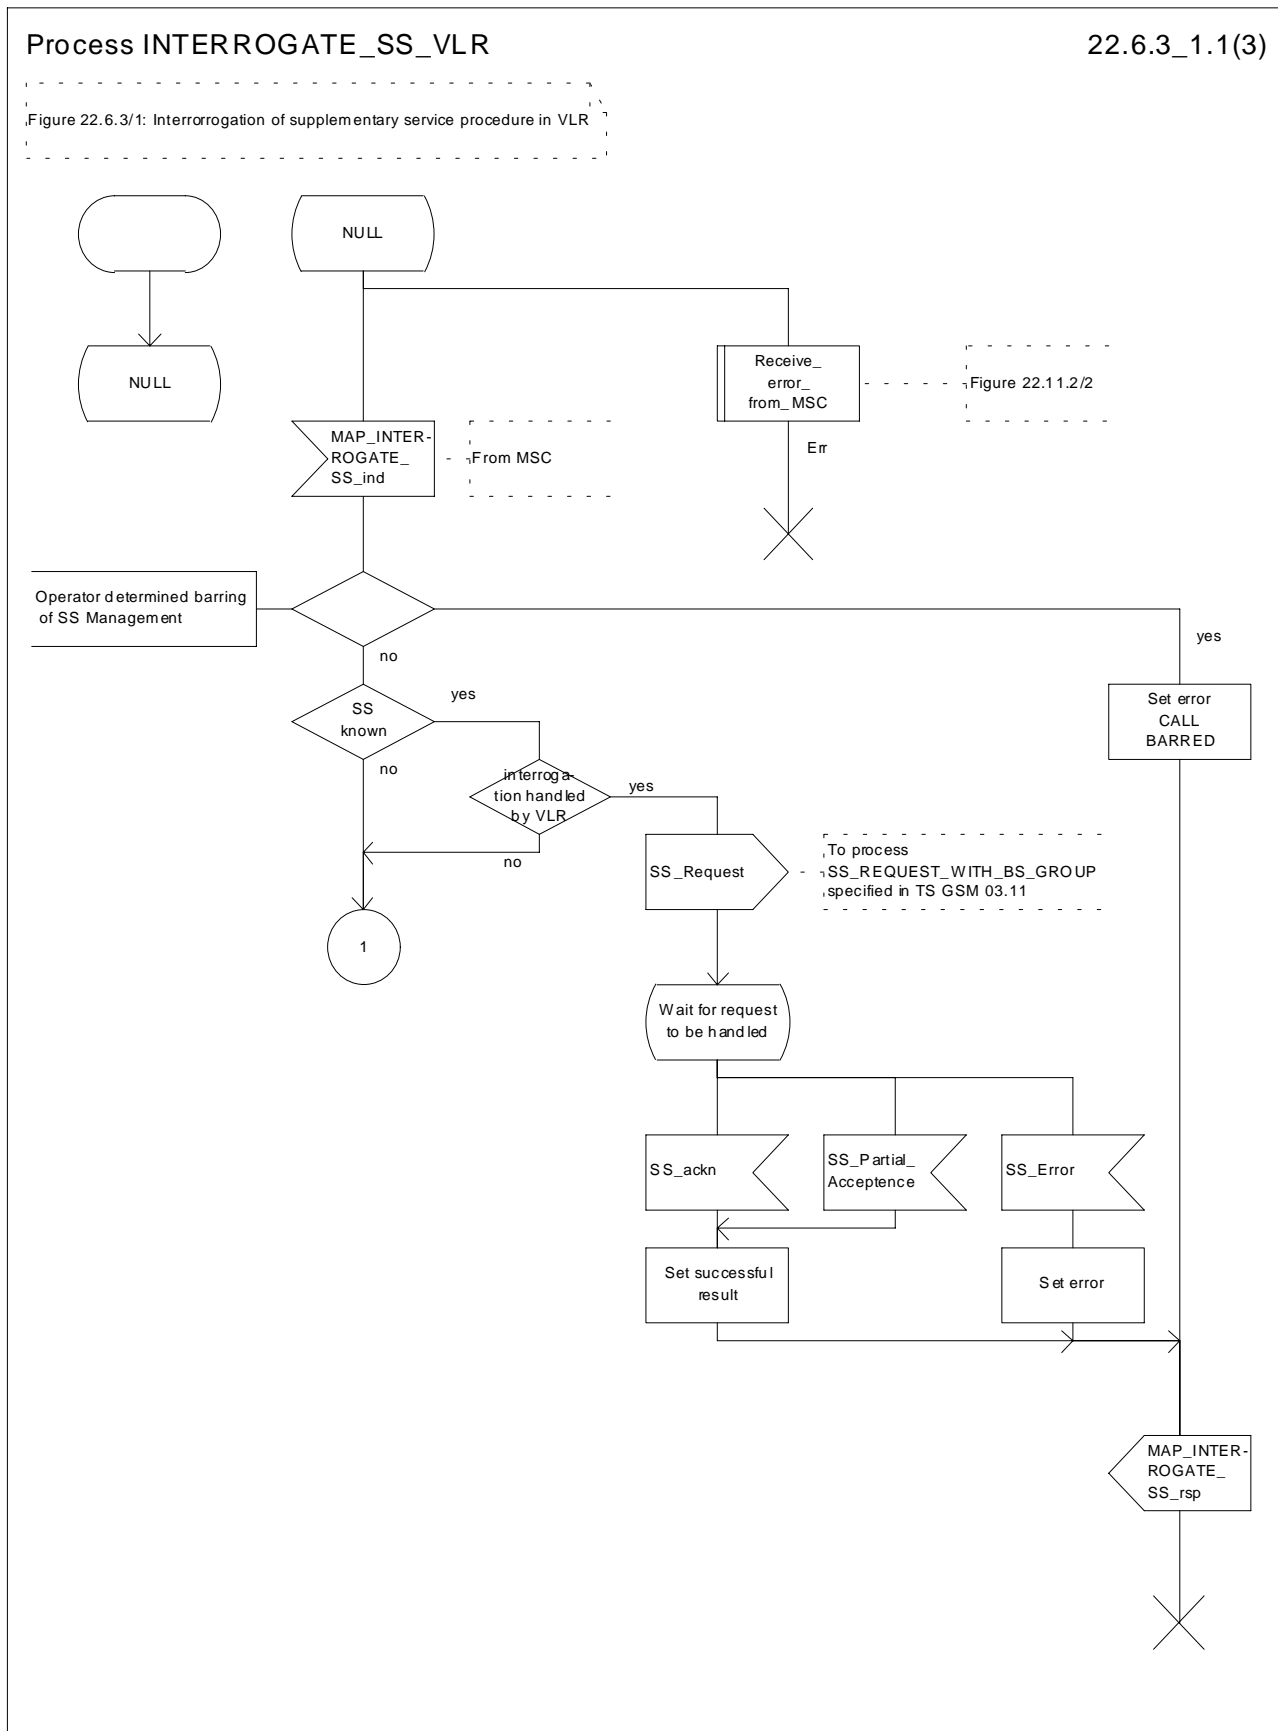 Process INTERROGATE_SS_VLR
22.6.3_1.1(3)
Figure 22.6.3/1: Interrorrogation of supplementary service procedure in VLR
NULL
NULL
Receive_
error_
from_MSC
Figure 22.11.2/2
MAP_INTER-
ROGATE_
SS_ind
From MSC
Err
Operator determined barring
of SS Management
yes
no
SS
known
yes
no
Set error
CALL
BARRED
interroga-
tion handled
by VLR
yes
no
SS_Request
To process
SS_REQUEST_WITH_BS_GROUP
specified in TS GSM 03.11
1
Wait for request
to be handled
SS_ackn
SS_Partial_
Acceptence
SS_Error
Set successful
result
Set error
MAP_INTER-
ROGATE_
SS_rsp